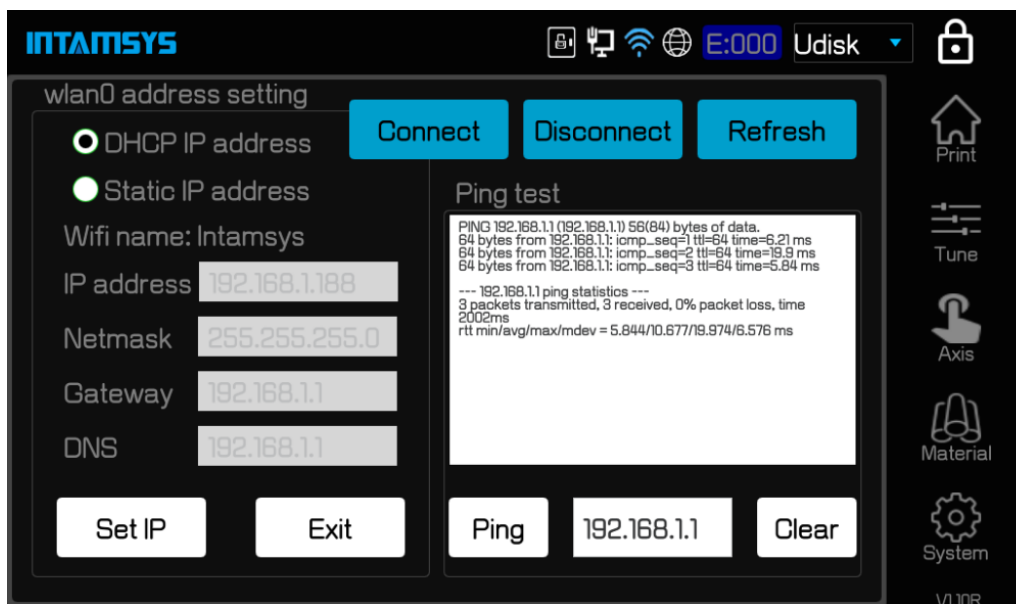 INTAMSYS
E:000 Udisk
wlan0 address setting
Connect Disconnect Refresh
DHCP IP address
Static IP address
Wifi name: Intamsys
IP address 192.168.1.188
Netmask 255.255.255.0
Gateway 192.168.1.1
DNS 192.168.1.1
Set IP Exit
Ping test
PING 192.168.1.1 (192.168.1.1) 56(84) bytes of data.
64 bytes from 192.168.1.1: icmp_seq=1 ttl=64 time=6.21 ms
64 bytes from 192.168.1.1: icmp_seq=2 ttl=64 time=19.9 ms
64 bytes from 192.168.1.1: icmp_seq=3 ttl=64 time=5.84 ms
--- 192.168.1.1 ping statistics ---
3 packets transmitted, 3 received, 0% packet loss, time
2002ms
rtt min/avg/max/mdev = 5.844/10.677/19.974/6.576 ms
Ping 192.168.1.1 Clear
Print
Tune
Axis
Material
System